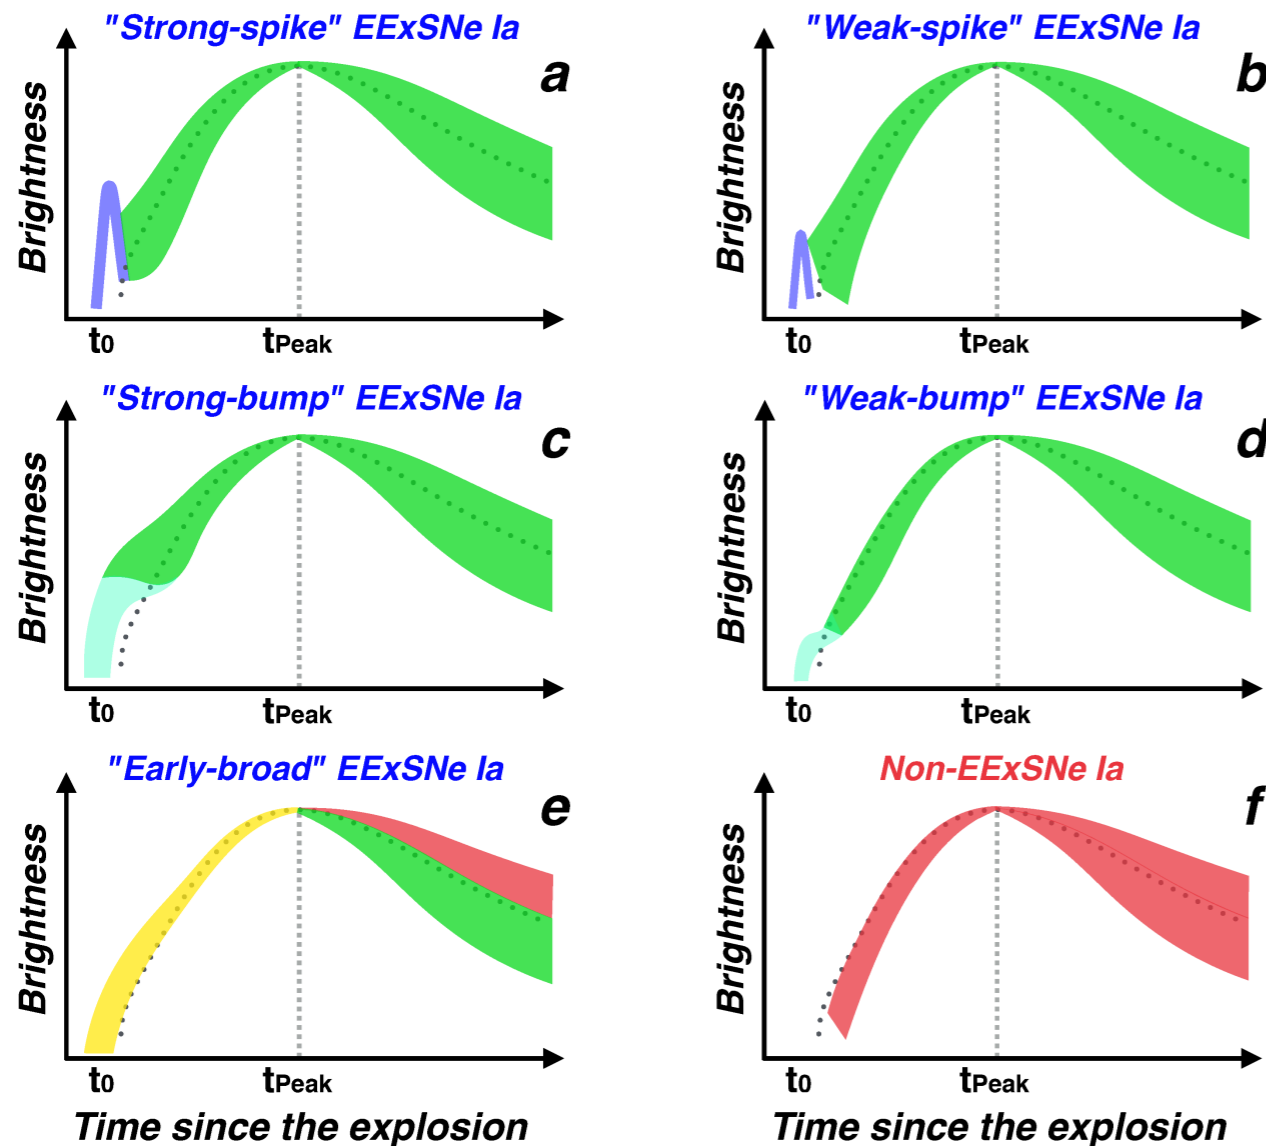 "Strong-spike" EExSNe Ia
a
Brightness
t0
tPeak
"Weak-spike" EExSNe Ia
b
Brightness
t0
tPeak
"Strong-bump" EExSNe Ia
c
Brightness
t0
tPeak
"Weak-bump" EExSNe Ia
d
Brightness
t0
tPeak
"Early-broad" EExSNe Ia
e
Brightness
t0
tPeak
Time since the explosion
Non-EExSNe Ia
f
Brightness
t0
tPeak
Time since the explosion